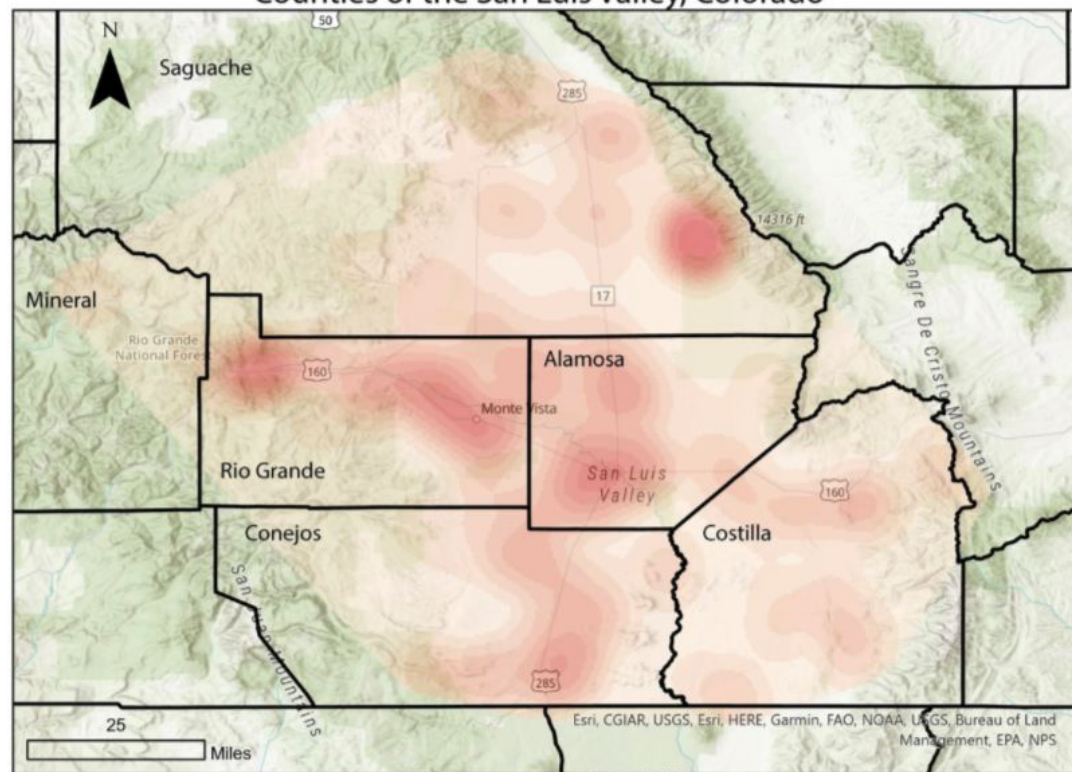 Counties of the San Luis Valley, Colorado
50
N
Saguache
285
14316 ft
Sangre De Cristo Mountains
Mineral
17
Rio Grande
National Forest
160
Alamosa
Monte Vista
San Luis
Valley
Rio Grande
160
Conejos
Costilla
San Juan Mountains
285
25
Miles
Esri, CGIAR, USGS, Esri, HERE, Garmin, FAO, NOAA, USGS, Bureau of Land
Management, EPA, NPS